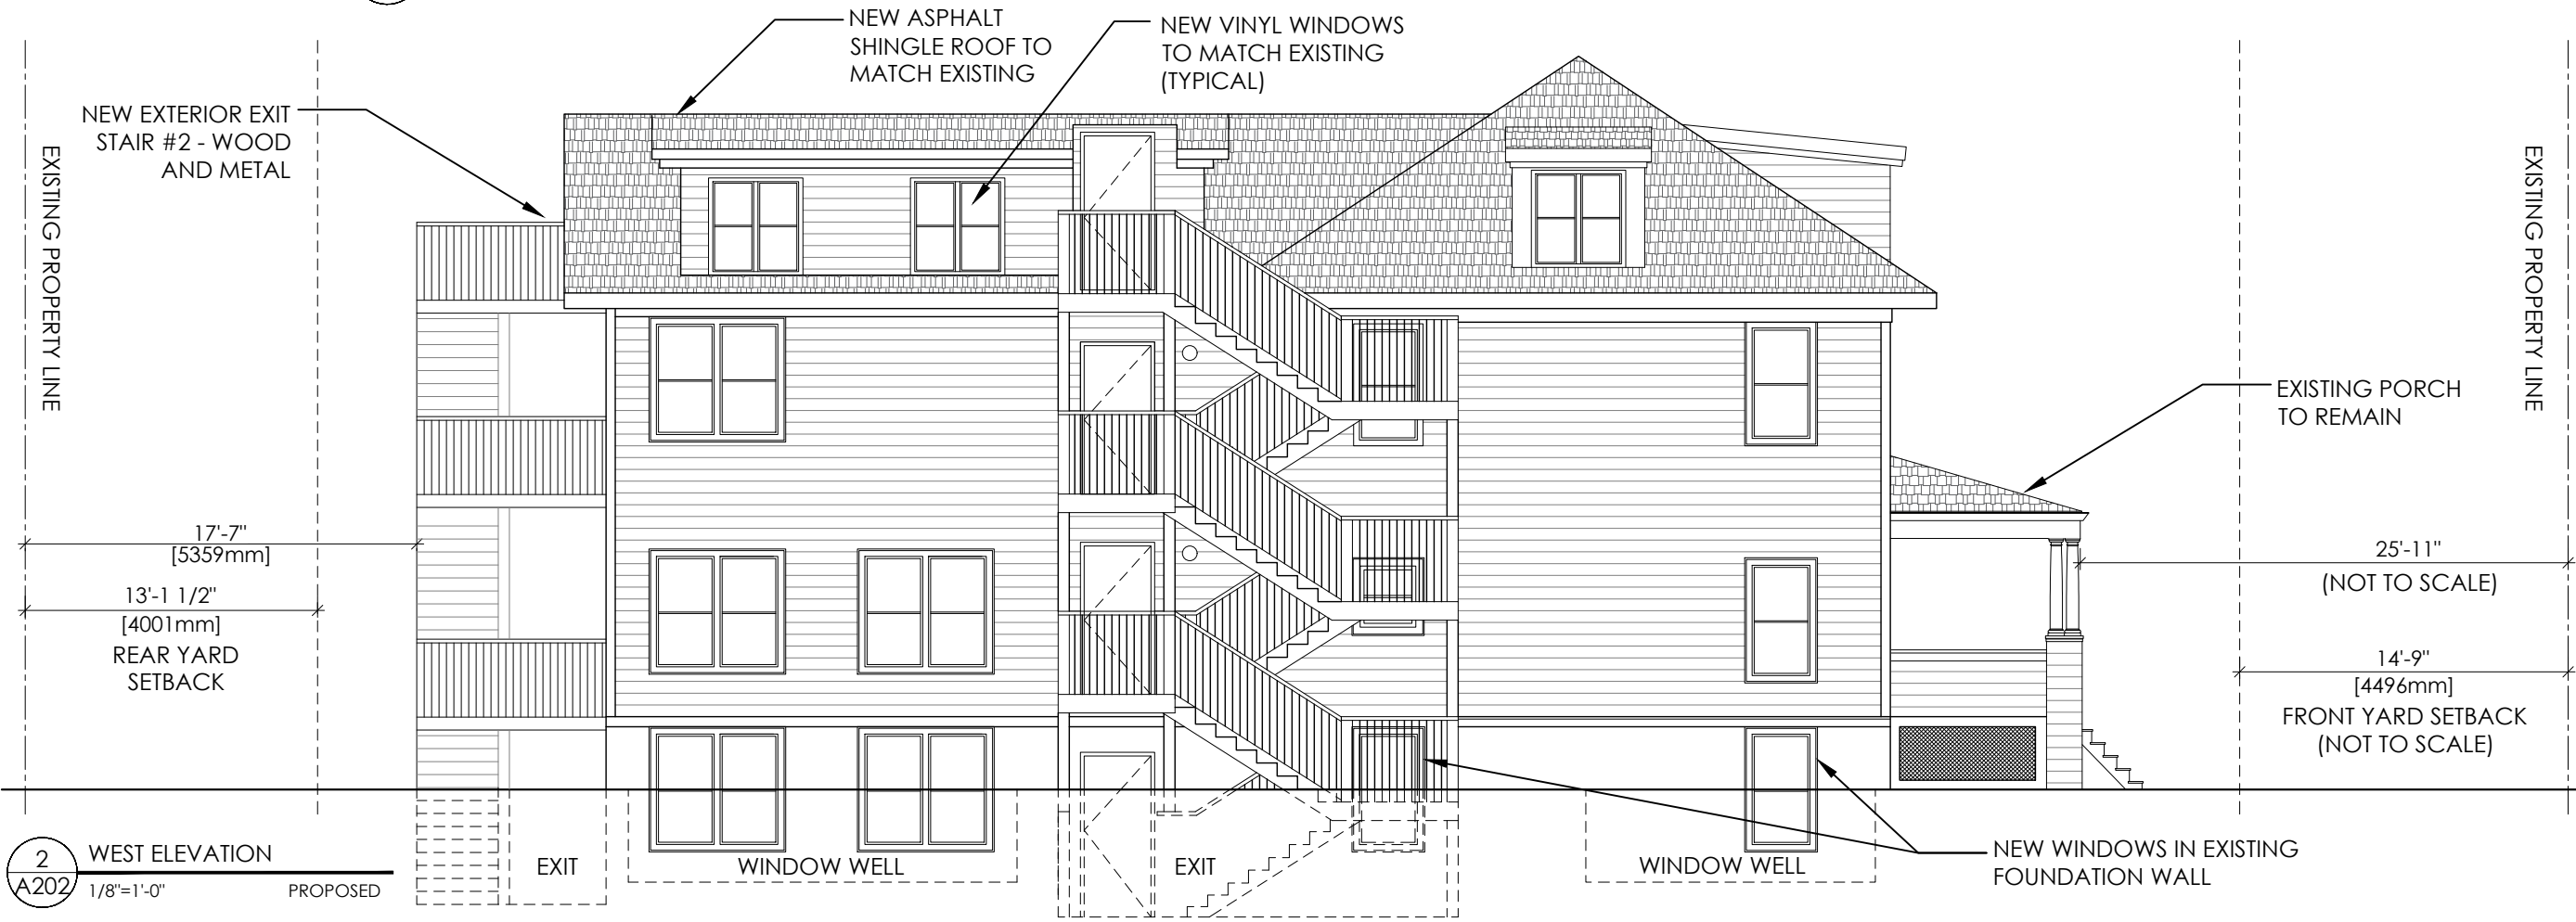 NEW ASPHALT
SHINGLE ROOF TO
MATCH EXISTING
NEW VINYL WINDOWS
TO MATCH EXISTING
(TYPICAL)
NEW EXTERIOR EXIT
STAIR #2 - WOOD
AND METAL
EXISTING PROPERTY LINE
EXISTING PROPERTY LINE
EXISTING PORCH
TO REMAIN
17'-7"
[5359mm]
13'-1 1/2"
[4001mm]
REAR YARD
SETBACK
25'-11"
(NOT TO SCALE)
14'-9"
[4496mm]
FRONT YARD SETBACK
(NOT TO SCALE)
EXIT
WINDOW WELL
EXIT
WINDOW WELL
NEW WINDOWS IN EXISTING
FOUNDATION WALL
2
A202
WEST ELEVATION
1/8"=1'-0"
PROPOSED